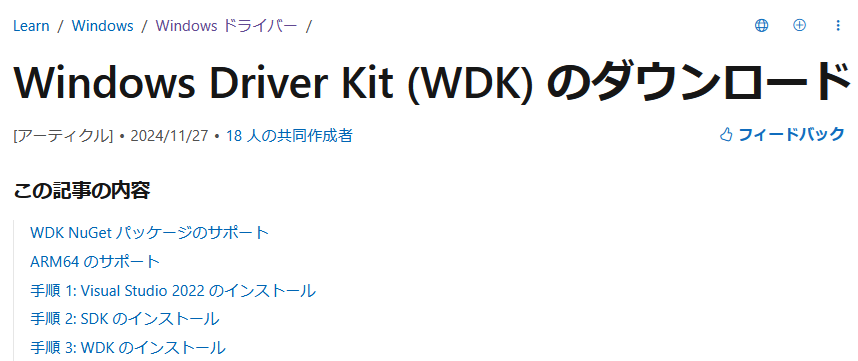 Learn / Windows / Windows ドライバー /
Windows Driver Kit (WDK) のダウンロード
[アーティクル] • 2024/11/27 • 18 人の共同作成者
フィードバック
この記事の内容
WDK NuGet パッケージのサポート
ARM64 のサポート
手順 1: Visual Studio 2022 のインストール
手順 2: SDK のインストール
手順 3: WDK のインストール